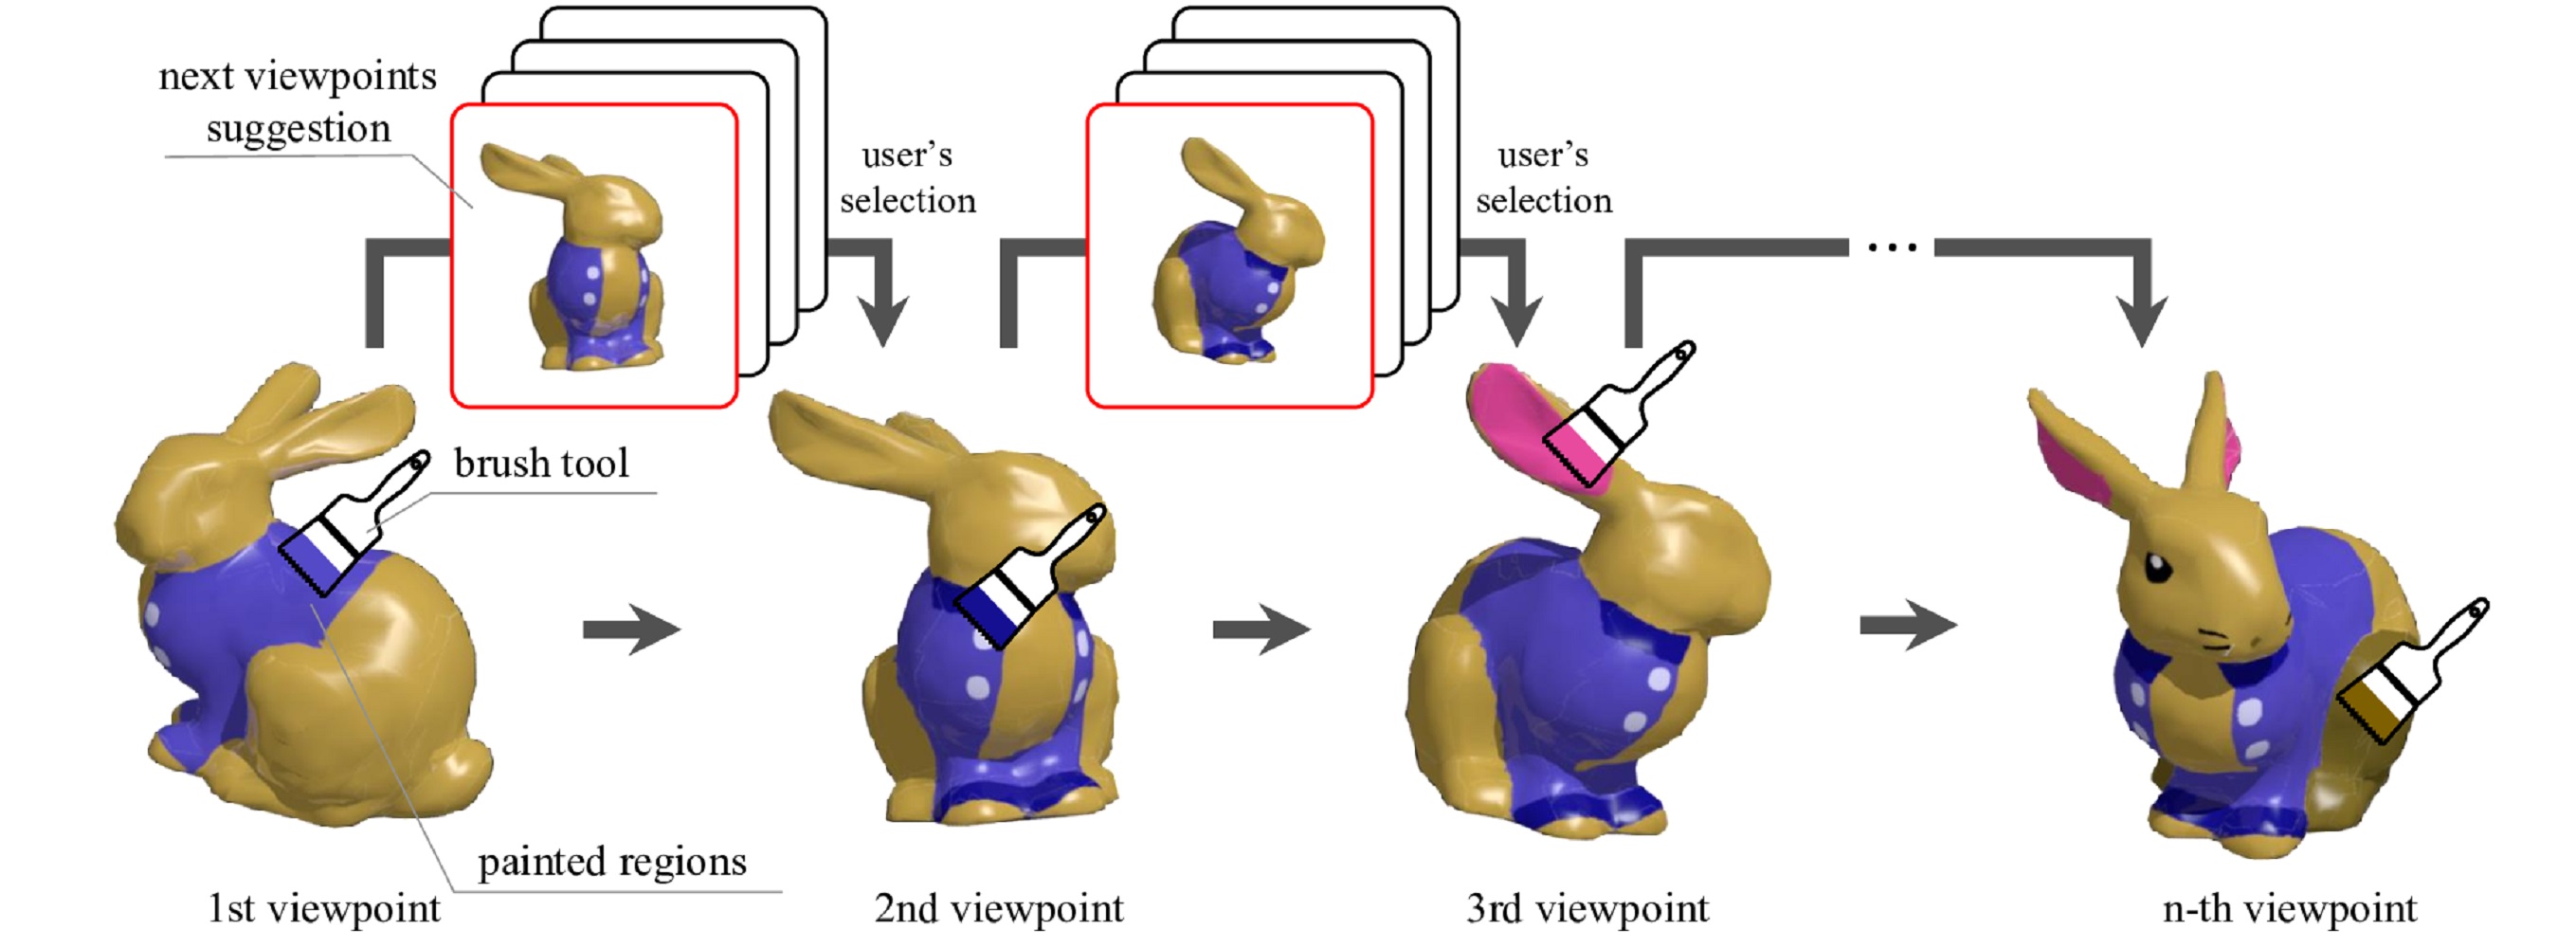 next viewpoints
suggestion
user's
selection
user's
selection
...
brush tool
painted regions
1st viewpoint
2nd viewpoint
3rd viewpoint
n-th viewpoint